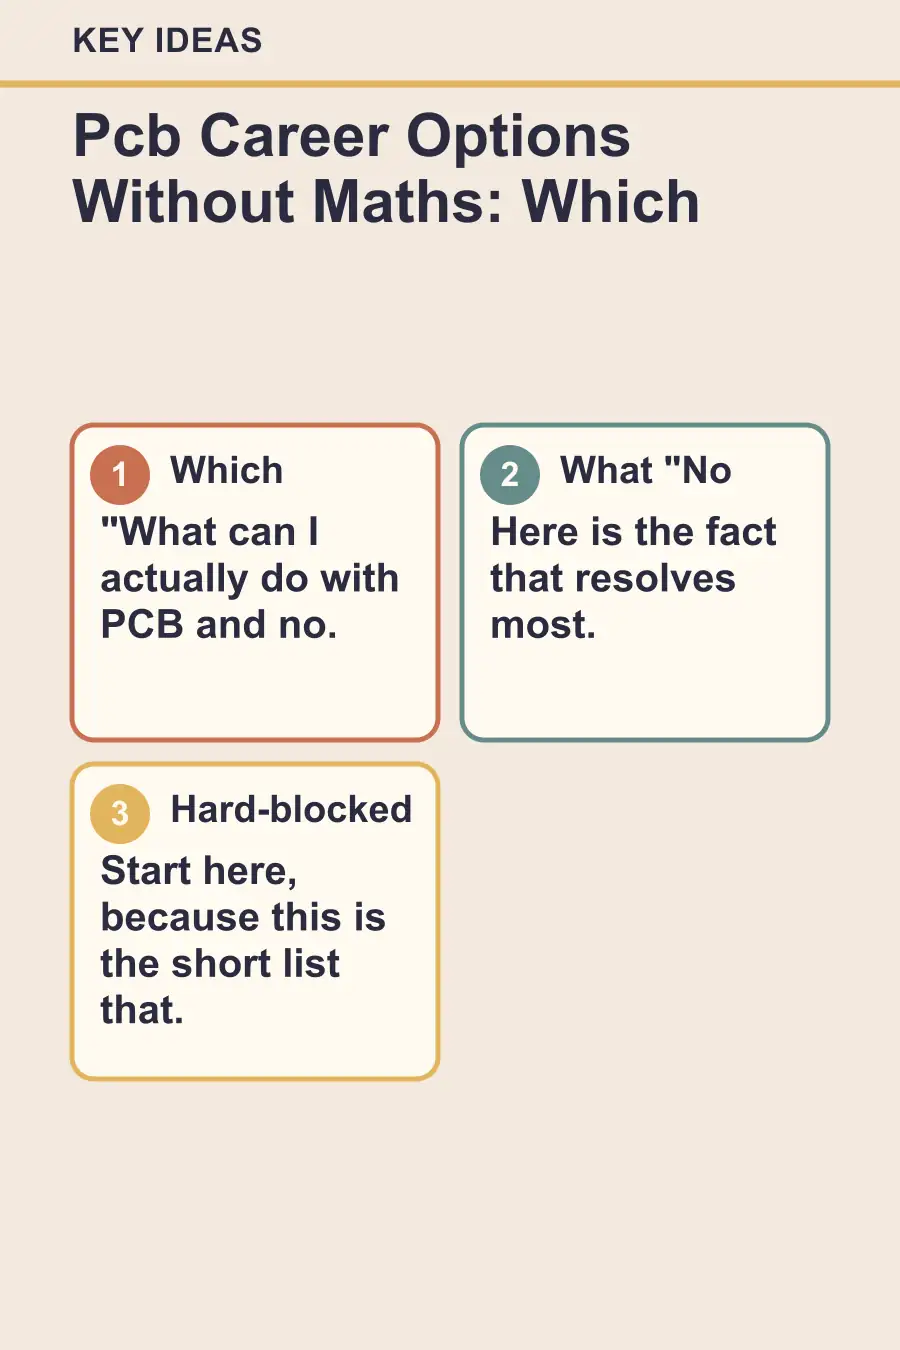 KEY IDEAS
Pcb Career Options
Without Maths: Which
1 Which
"What can I
actually do with
PCB and no.
2 What "No
Here is the fact
that resolves
most.
3 Hard-blocked
Start here,
because this is
the short list
that.